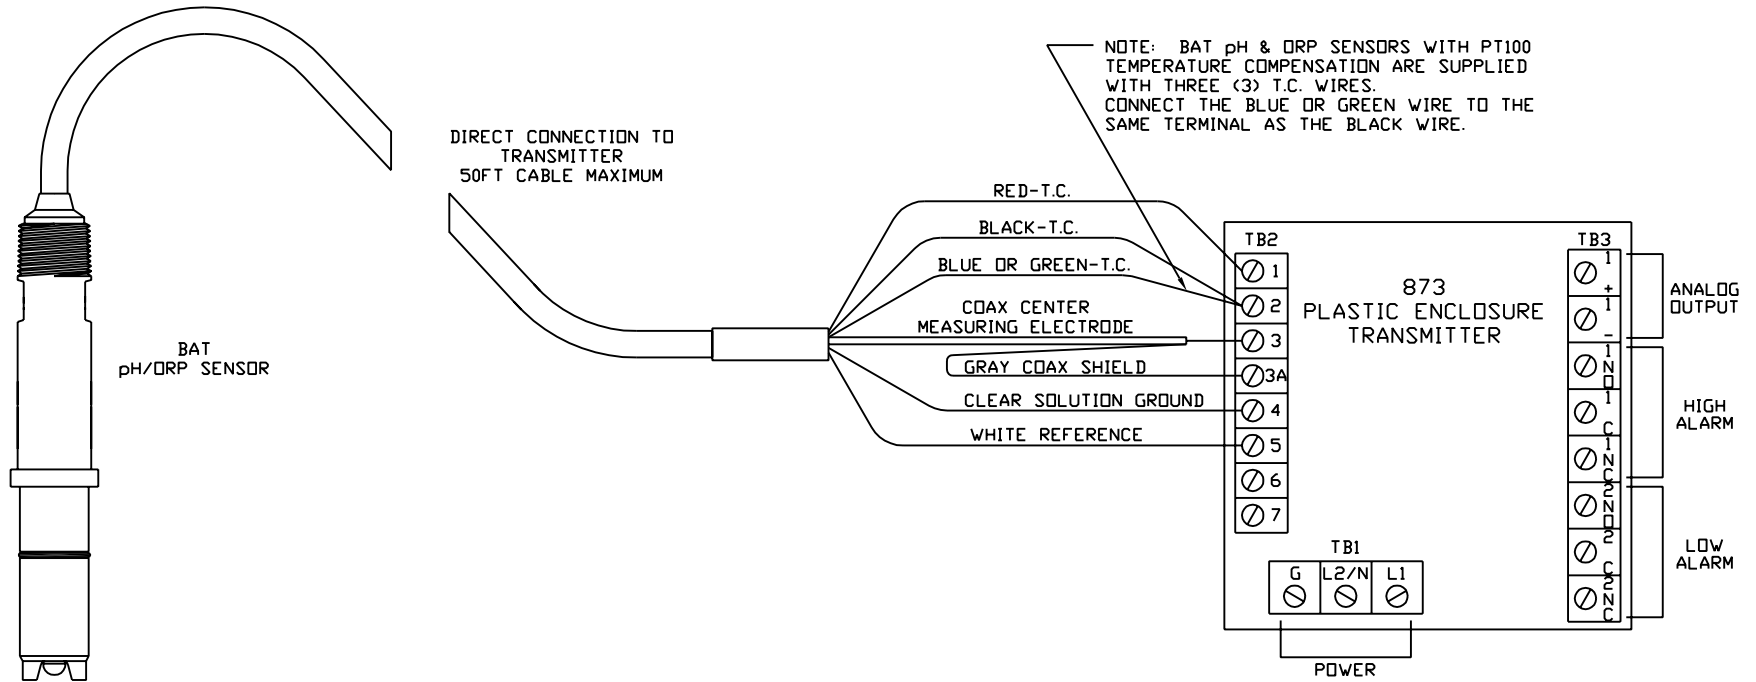 NOTE: BAT pH & ORP SENSORS WITH PT100
TEMPERATURE COMPENSATION ARE SUPPLIED
WITH THREE (3) T.C. WIRES.
CONNECT THE BLUE OR GREEN WIRE TO THE
SAME TERMINAL AS THE BLACK WIRE.
DIRECT CONNECTION TO
TRANSMITTER
50FT CABLE MAXIMUM
BAT
pH/ORP SENSOR
RED-T.C.
BLACK-T.C.
BLUE OR GREEN-T.C.
COAX CENTER
MEASURING ELECTRODE
GRAY COAX SHIELD
CLEAR SOLUTION GROUND
WHITE REFERENCE
TB2
1
2
3
3A
4
5
6
7
873
PLASTIC ENCLOSURE
TRANSMITTER
TB1
G
L2/N
L1
POWER
TB3
1
+
1
-
1
N
O
1
C
1
N
C
2
N
O
2
C
2
N
C
ANALOG
OUTPUT
HIGH
ALARM
LOW
ALARM